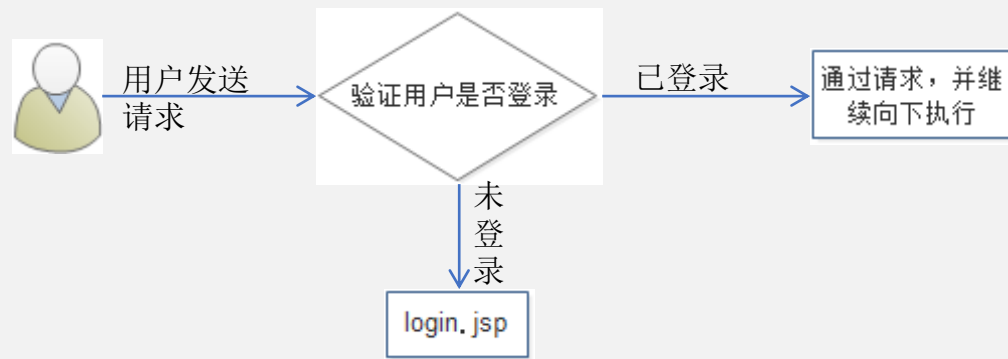 用户发送
请求
验证用户是否登录
已登录
通过请求，并继
续向下执行
未
登
录
login.jsp